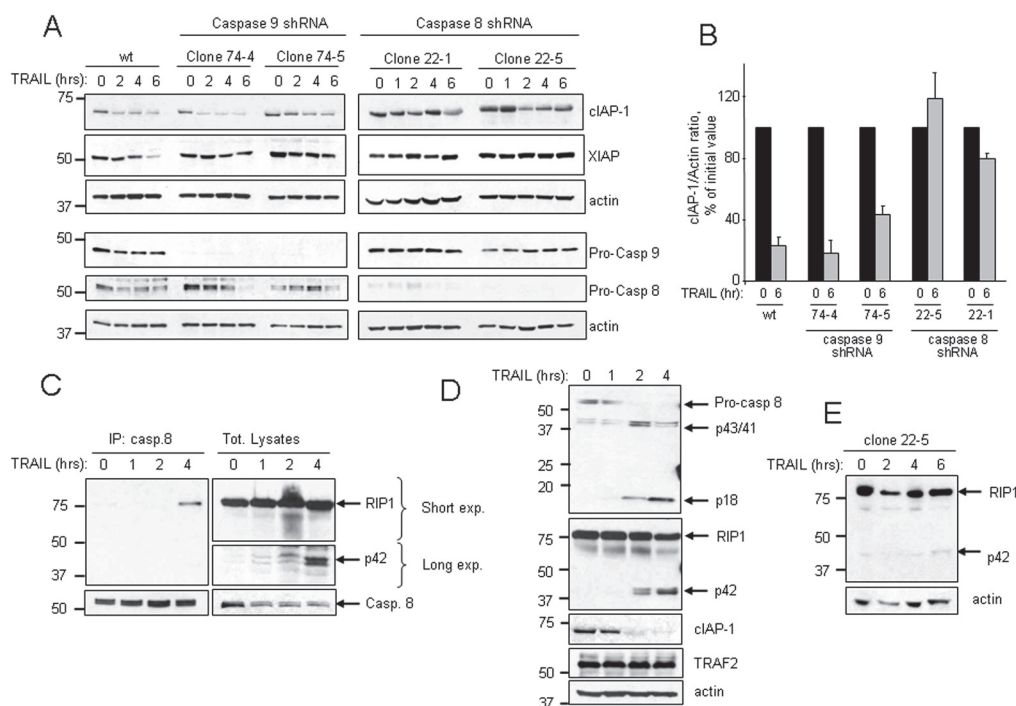 A
Caspase 9 shRNA
Caspase 8 shRNA
wt
Clone 74-4
Clone 74-5
Clone 22-1
Clone 22-5
TRAIL (hrs):
0 2 4 6
0 2 4 6
0 2 4 6
0 1 2 4 6
0 1 2 4 6
75
cIAP-1
50
XIAP
37
actin
50
Pro-Casp 9
50
Pro-Casp 8
37
actin
B
cIAP-1/Actin ratio,
% of initial value
120
80
40
0
TRAIL (hr):
0 6
0 6
0 6
0 6
0 6
wt
74-4
74-5
22-5
22-1
caspase 9
shRNA
caspase 8
shRNA
C
IP: casp.8
Tot. Lysates
TRAIL (hrs)
0 1 2 4
0 1 2 4
75
RIP1
Short exp.
50
37
p42
Long exp.
50
Casp. 8
D
TRAIL (hrs):
0 1 2 4
50
Pro-casp 8
37
p43/41
25
20
p18
75
RIP1
50
37
p42
75
cIAP-1
50
TRAF2
37
actin
E
clone 22-5
TRAIL (hrs):
0 2 4 6
75
RIP1
50
37
p42
actin